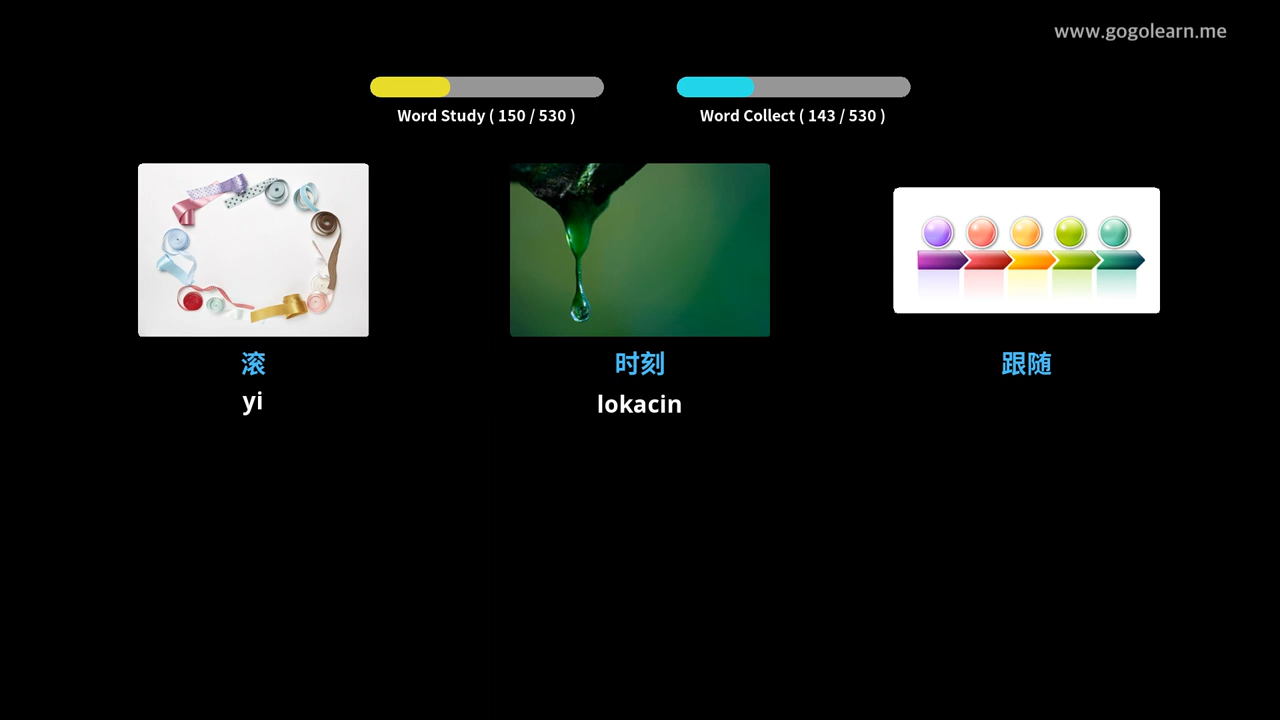 www.gogolearn.me
Word Study ( 150 / 530 )
Word Collect ( 143 / 530 )
滚
yi
时刻
lokacin
跟随